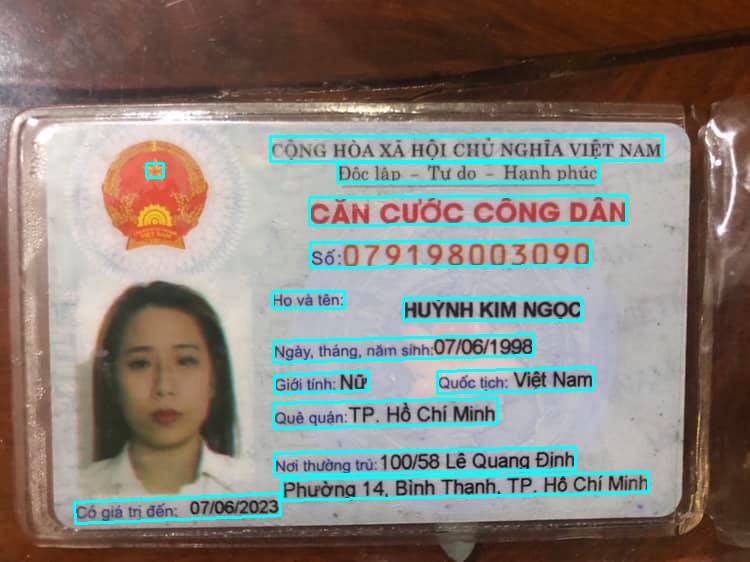 CỘNG HÒA XÃ HỘI CHỦ NGHĨA VIỆT NAM
Độc lập - Tự do - Hạnh phúc
CĂN CƯỚC CÔNG DÂN
Số: 079198003090
Họ và tên: HUỲNH KIM NGỌC
Ngày, tháng, năm sinh: 07/06/1998
Giới tính: Nữ Quốc tịch: Việt Nam
Quê quán: TP. Hồ Chí Minh
Nơi thường trú: 100/58 Lê Quang Định
Phường 14, Bình Thạnh, TP. Hồ Chí Minh
Có giá trị đến: 07/06/2023